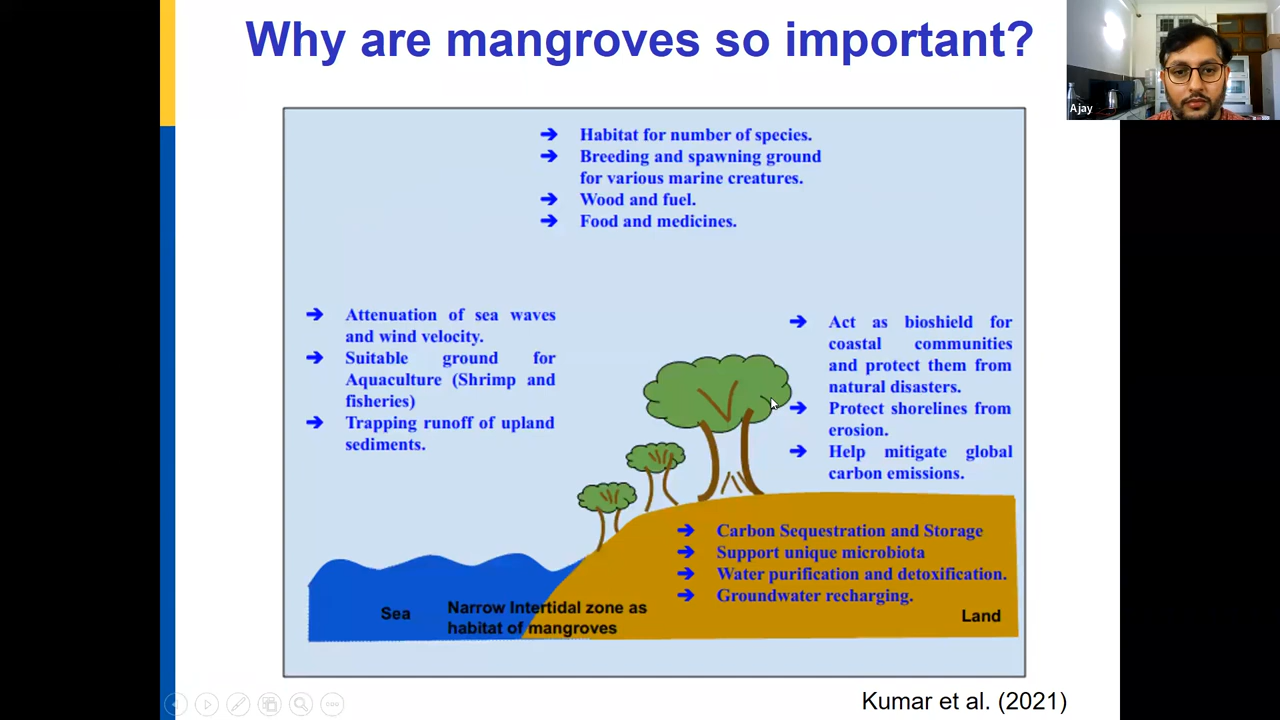 Why are mangroves so important?
Ajay
➔ Habitat for number of species.
➔ Breeding and spawning ground
for various marine creatures.
➔ Wood and fuel.
➔ Food and medicines.
➔ Attenuation of sea waves
and wind velocity.
➔ Suitable ground for
Aquaculture (Shrimp and
fisheries)
➔ Trapping runoff of upland
sediments.
➔ Act as bioshield for
coastal communities
and protect them from
natural disasters.
➔ Protect shorelines from
erosion.
➔ Help mitigate global
carbon emissions.
➔ Carbon Sequestration and Storage
➔ Support unique microbiota
➔ Water purification and detoxification.
➔ Groundwater recharging.
Sea
Narrow Intertidal zone as
habitat of mangroves
Land
Kumar et al. (2021)